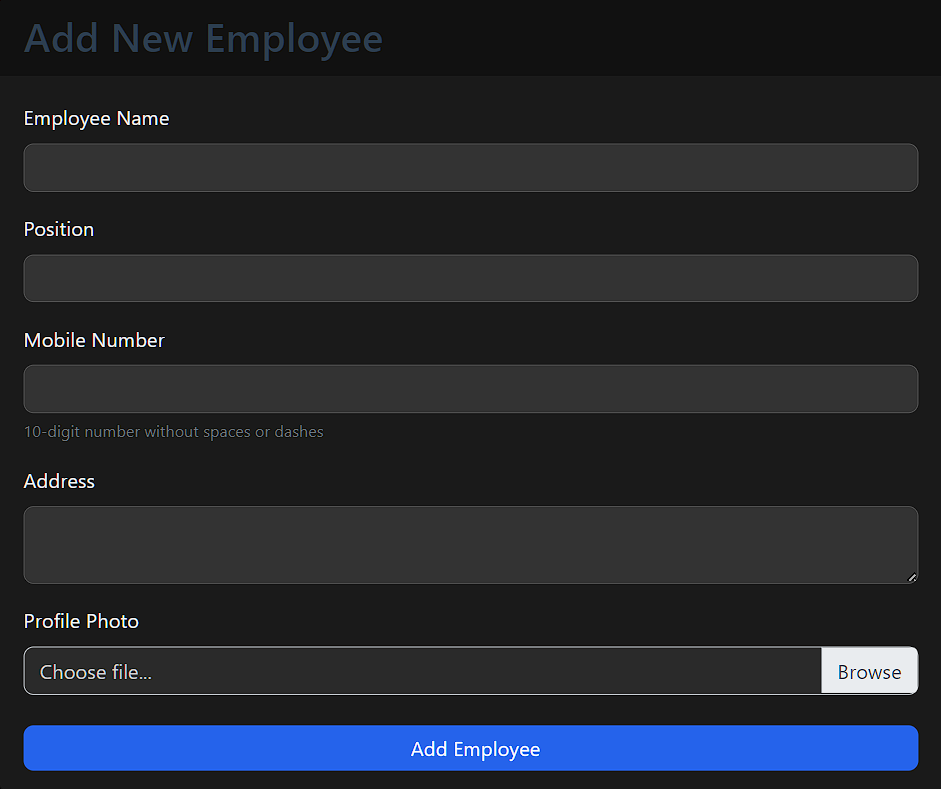 Add New Employee
Employee Name
Position
Mobile Number
10-digit number without spaces or dashes
Address
Profile Photo
Choose file... Browse
Add Employee